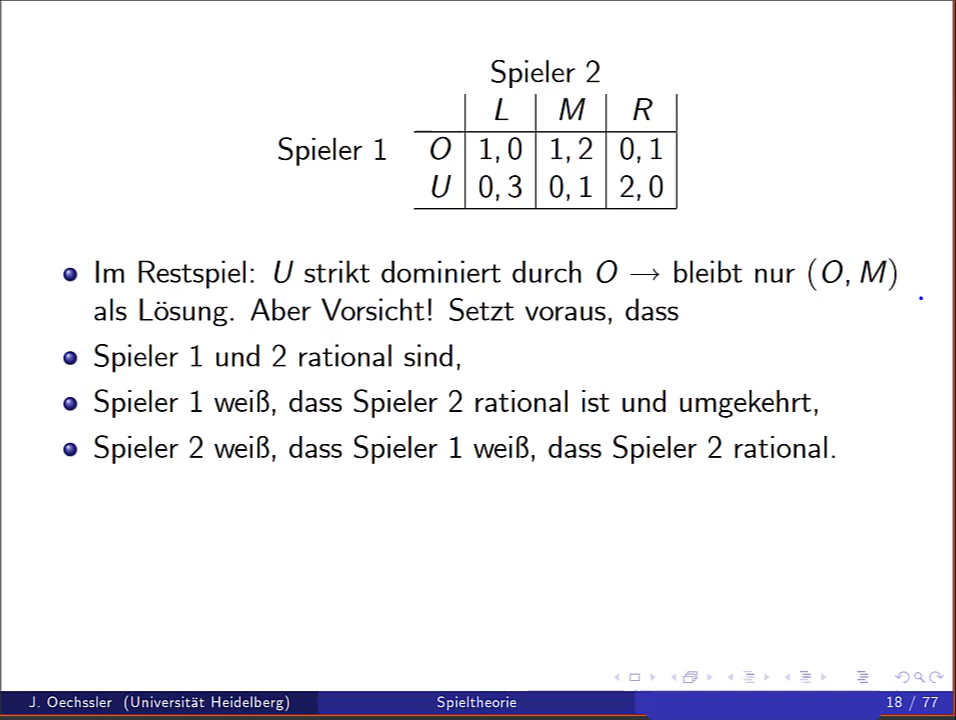 Spieler 2
L M R
Spieler 1 O 1, 0 1, 2 0, 1
U 0, 3 0, 1 2, 0
Im Restspiel: U strikt dominiert durch O → bleibt nur (O, M)
als Lösung. Aber Vorsicht! Setzt voraus, dass
Spieler 1 und 2 rational sind,
Spieler 1 weiß, dass Spieler 2 rational ist und umgekehrt,
Spieler 2 weiß, dass Spieler 1 weiß, dass Spieler 2 rational.
J. Oechssler (Universität Heidelberg) Spieltheorie 18 / 77